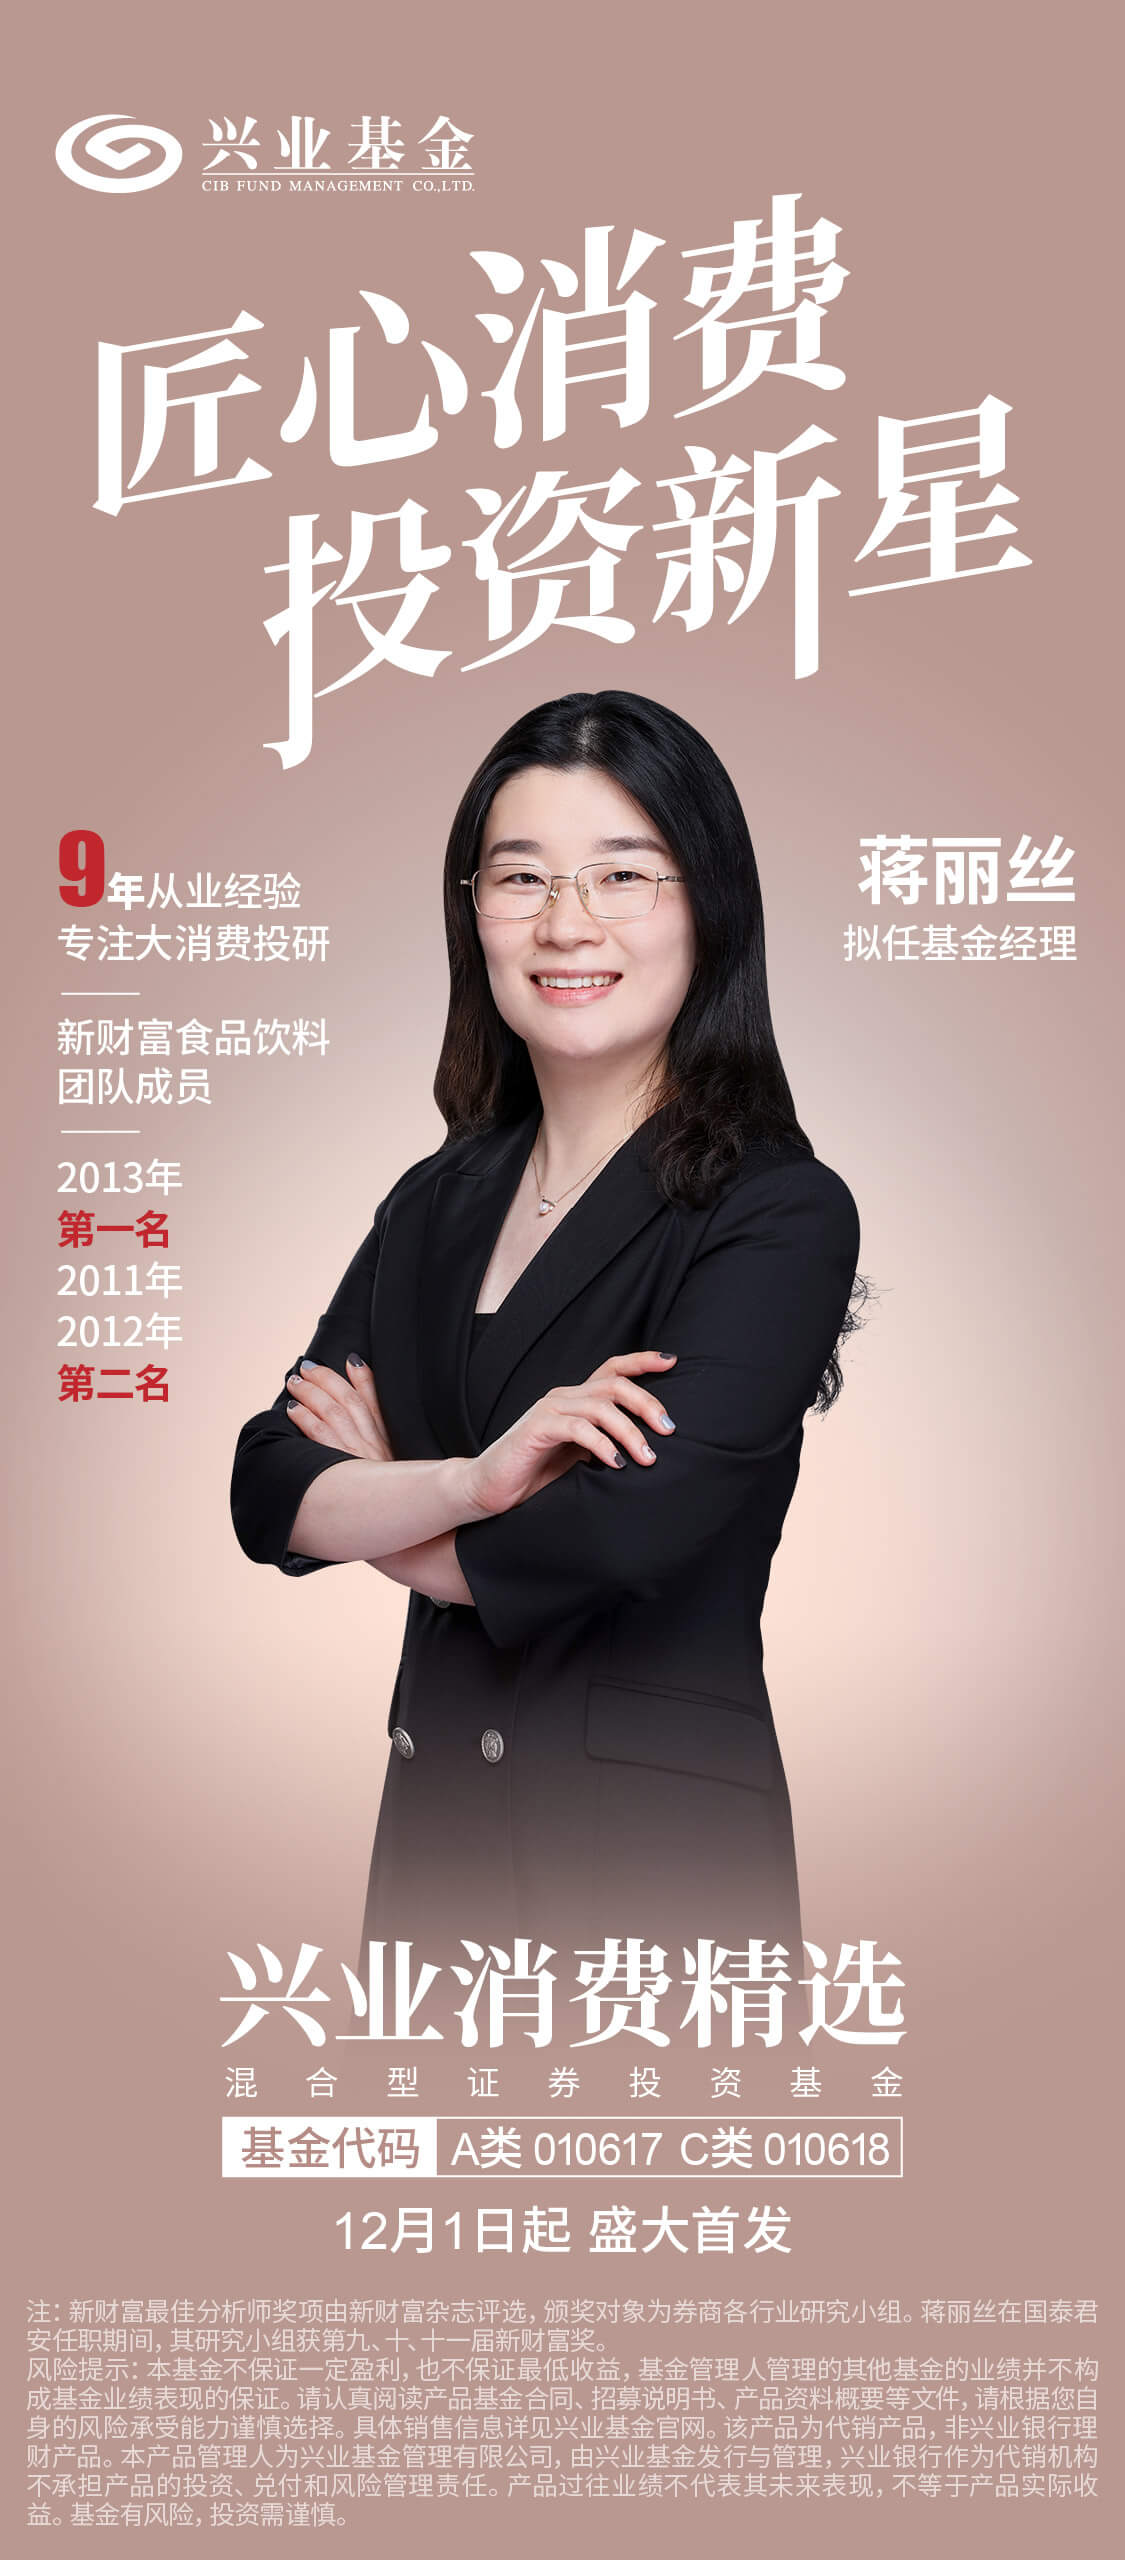 兴业基金
CIB FUND MANAGEMENT CO.,LTD.
匠心消费
投资新星
9年从业经验
专注大消费投研
新财富食品饮料
团队成员
2013年
第一名
2011年
2012年
第二名
蒋丽丝
拟任基金经理
兴业消费精选
混合型证券投资基金
基金代码 A类 010617 C类 010618
12月1日起 盛大首发
注：新财富最佳分析师奖项由新财富杂志评选，颁奖对象为券商各行业研究小组。蒋丽丝在国泰君
安任职期间，其研究小组获第九、十、十一届新财富奖。
风险提示：本基金不保证一定盈利，也不保证最低收益，基金管理人管理的其他基金的业绩并不构
成基金业绩表现的保证。请认真阅读产品基金合同、招募说明书、产品资料概要等文件，请根据您自
身的风险承受能力谨慎选择。具体销售信息详见兴业基金官网。该产品为代销产品，非兴业银行理
财产品。本产品管理人为兴业基金管理有限公司，由兴业基金发行与管理，兴业银行作为代销机构
不承担产品的投资、兑付和风险管理责任。产品过往业绩不代表其未来表现，不等于产品实际收
益。基金有风险，投资需谨慎。